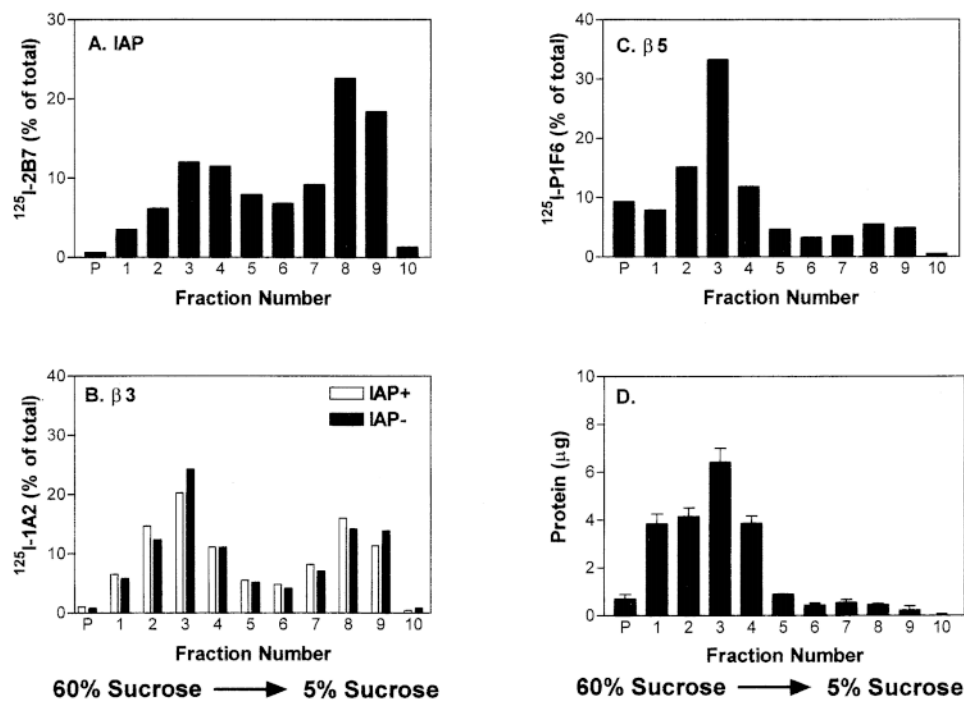 A. IAP
¹²⁵I-2B7 (% of total)
30
20
10
0
P 1 2 3 4 5 6 7 8 9 10
Fraction Number
C. β5
¹²⁵I-P1F6 (% of total)
40
30
20
10
0
P 1 2 3 4 5 6 7 8 9 10
Fraction Number
B. β3
IAP+
IAP-
¹²⁵I-1A2 (% of total)
40
30
20
10
0
P 1 2 3 4 5 6 7 8 9 10
Fraction Number
60% Sucrose → 5% Sucrose
D.
Protein (μg)
10
8
6
4
2
0
P 1 2 3 4 5 6 7 8 9 10
Fraction Number
60% Sucrose → 5% Sucrose